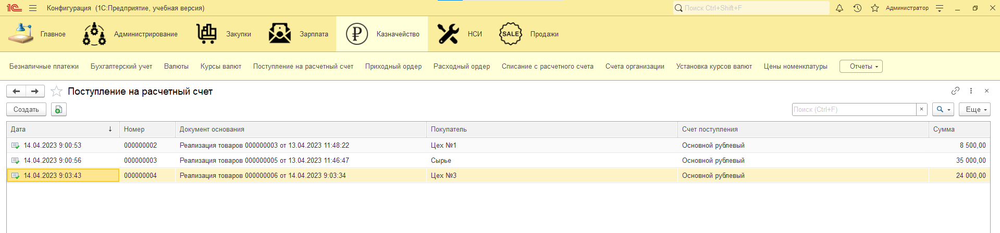 1С Конфигурация (1С:Предприятие, учебная версия) Поиск Ctrl+Shift+F Администратор
Главное Администрирование Закупки Зарплата Казначейство НСИ SALE Продажи
Безналичные платежи Бухгалтерский учет Валюты Курсы валют Поступление на расчетный счет Приходный ордер Расходный ордер Списание с расчетного счета Счета организации Установка курсов валют Цены номенклатуры Отчеты
Поступление на расчетный счет
Создать Поиск (Ctrl+F) × Еще
Дата ↓ Номер Документ основания Покупатель Счет поступления Сумма
14.04.2023 9:00:53 000000002 Реализация товаров 000000003 от 13.04.2023 11:48:22 Цех №1 Основной рублевый 8 500,00
14.04.2023 9:00:56 000000003 Реализация товаров 000000005 от 13.04.2023 11:46:47 Сырье Основной рублевый 35 000,00
14.04.2023 9:03:43 000000004 Реализация товаров 000000006 от 14.04.2023 9:03:34 Цех №3 Основной рублевый 24 000,00